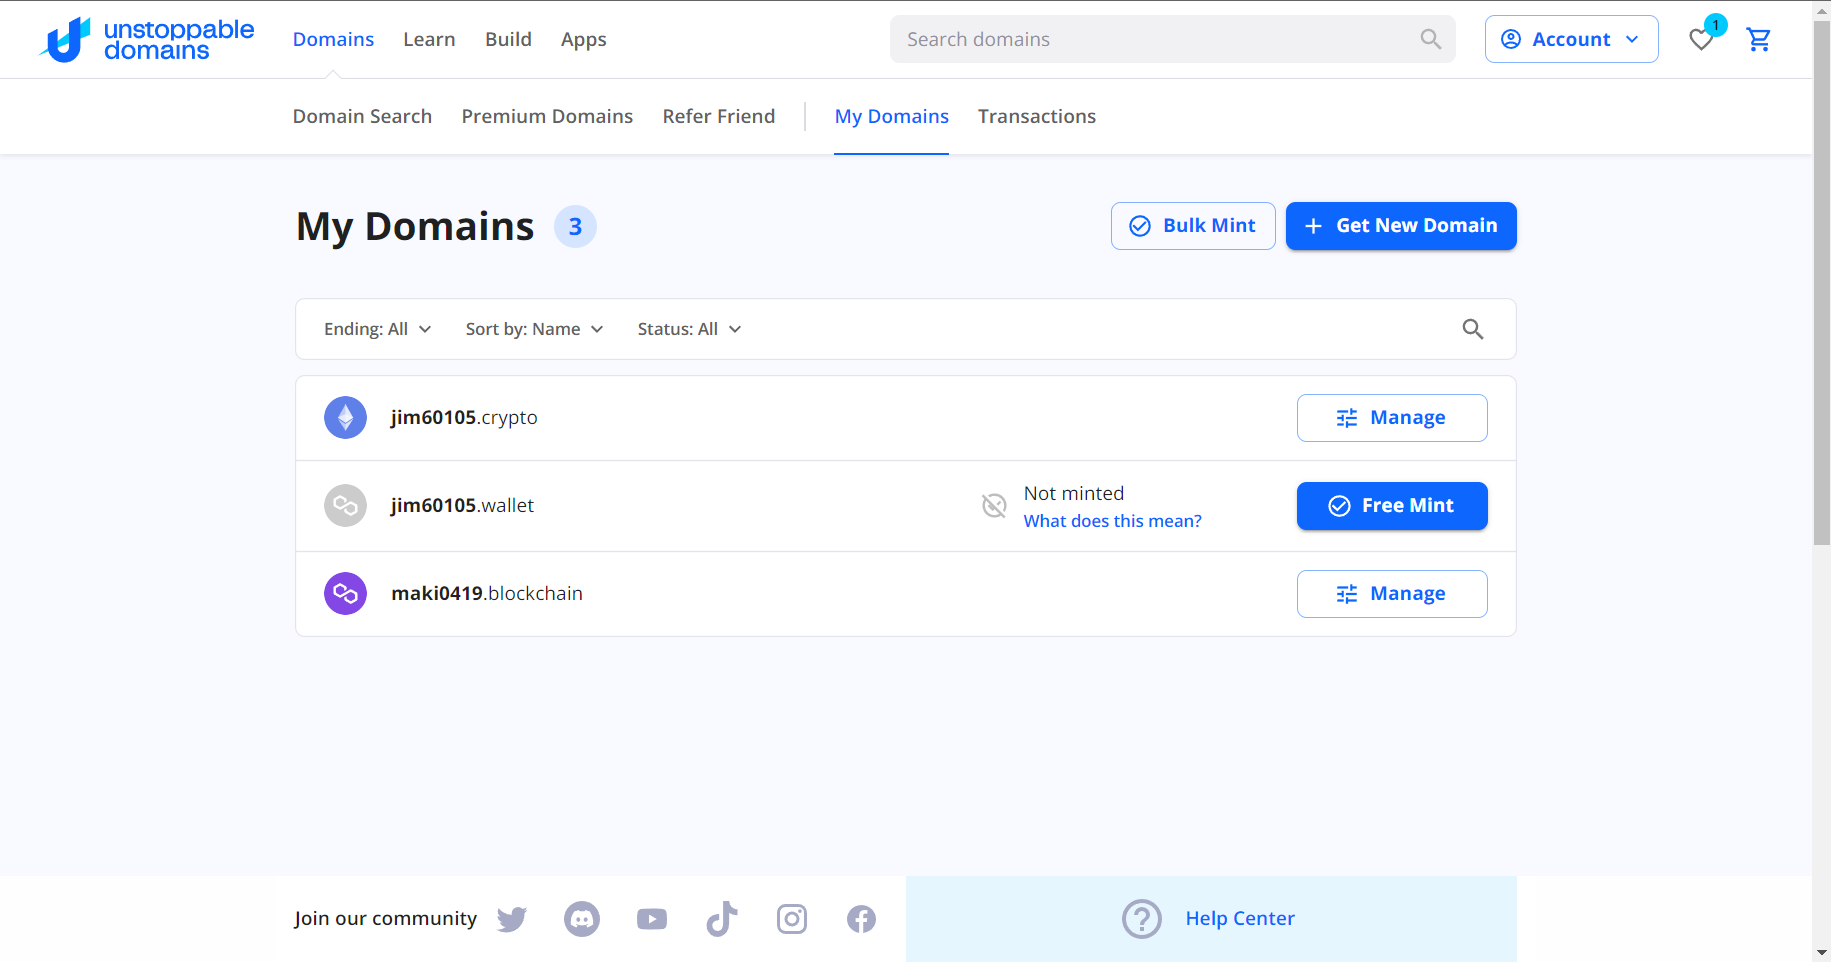 unstoppable
domains
Domains Learn Build Apps
Search domains
Account
1
Domain Search Premium Domains Refer Friend My Domains Transactions
My Domains 3
Bulk Mint
Get New Domain
Ending: All Sort by: Name Status: All
jim60105.crypto
Manage
jim60105.wallet
Not minted
What does this mean?
Free Mint
maki0419.blockchain
Manage
Join our community
Help Center